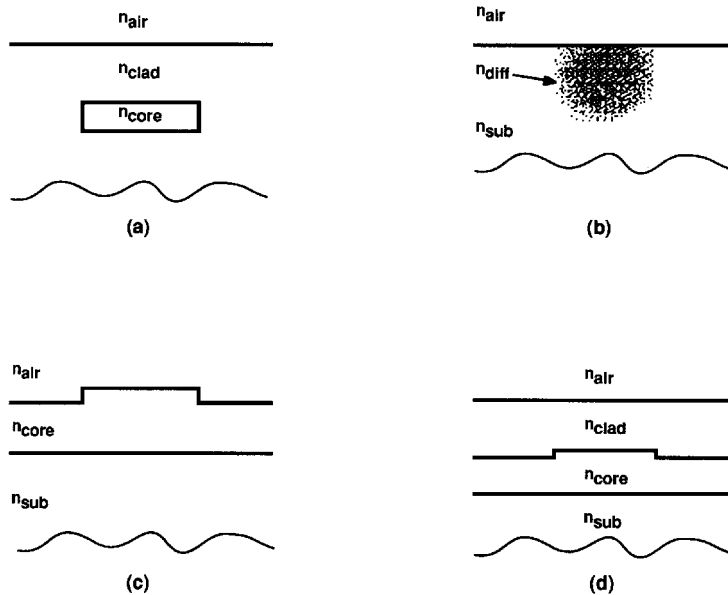 n_air
n_clad
n_core
(a)
n_air
n_diff
n_sub
(b)
n_air
n_core
n_sub
(c)
n_air
n_clad
n_core
n_sub
(d)